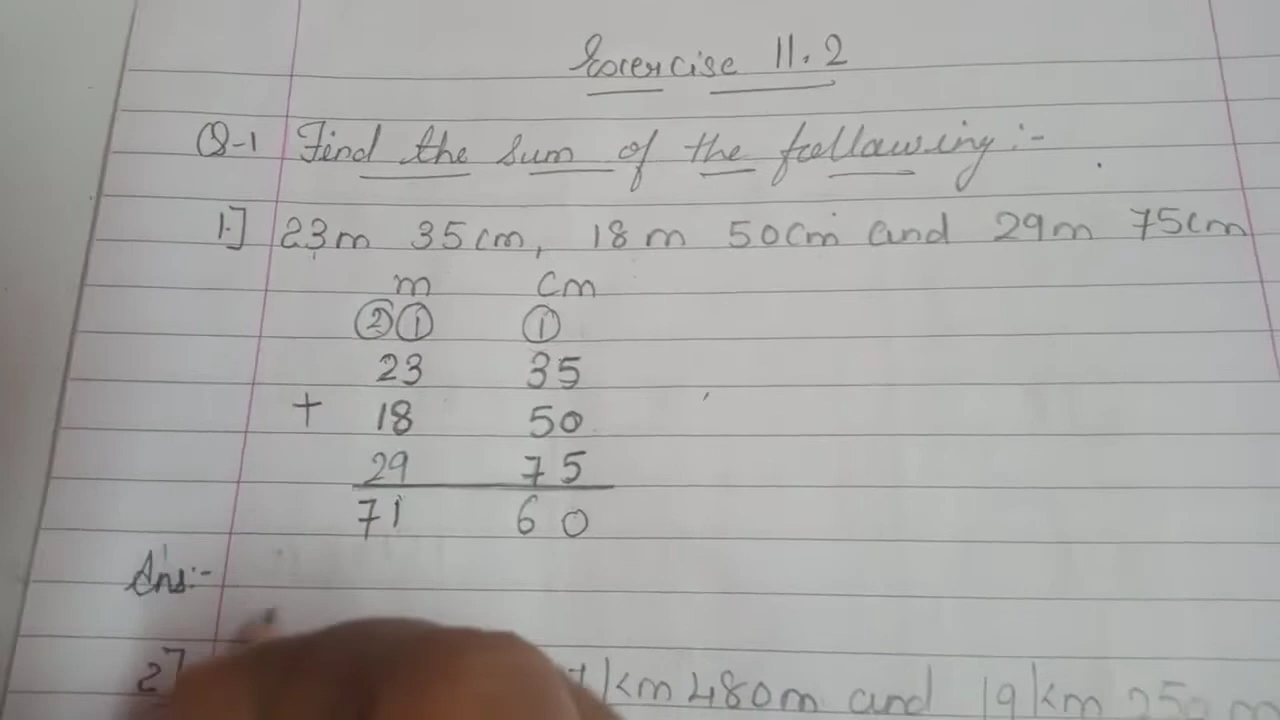 Exercise 11.2
Q-1 Find the sum of the following:-
1.] 23m 35cm, 18m 50cm and 29m 75cm
m cm
② ① ①
23 35
+ 18 50
29 75
71 60
Ans:-
2] km 480m and 19km 250m